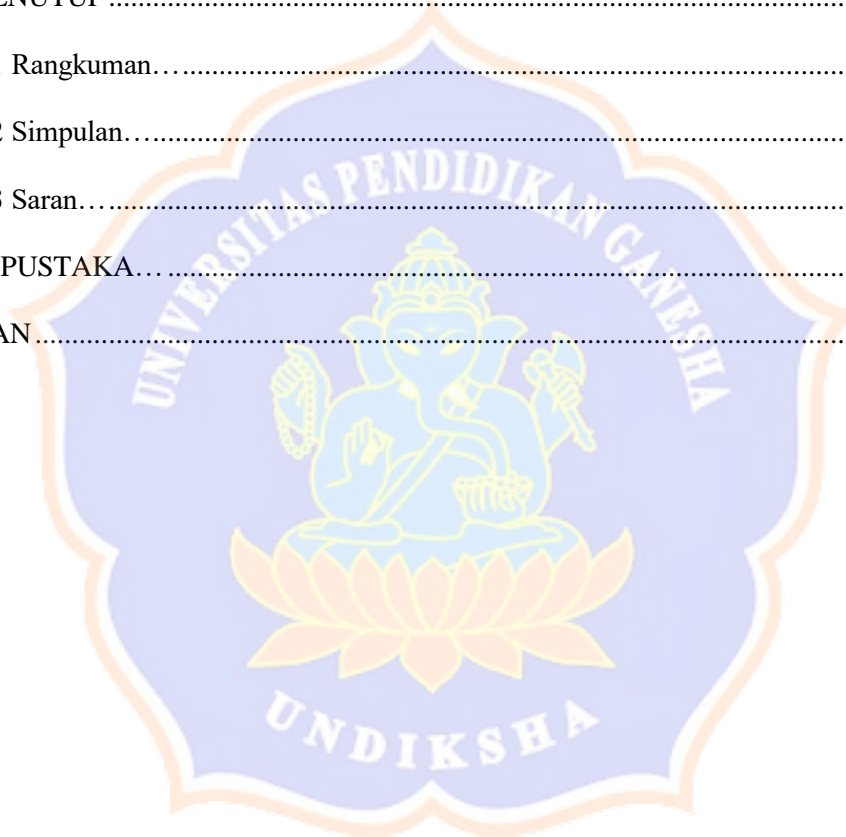 ENUTUP ..........................................................................................
Rangkuman….....................................................................................
2 Simpulan….....................................................................................
3 Saran…...........................................................................................
PUSTAKA… ....................................................................................
AN .....................................................................................................
UNIVERSITAS PENDIDIKAN GANESHA
UNDIKSHA